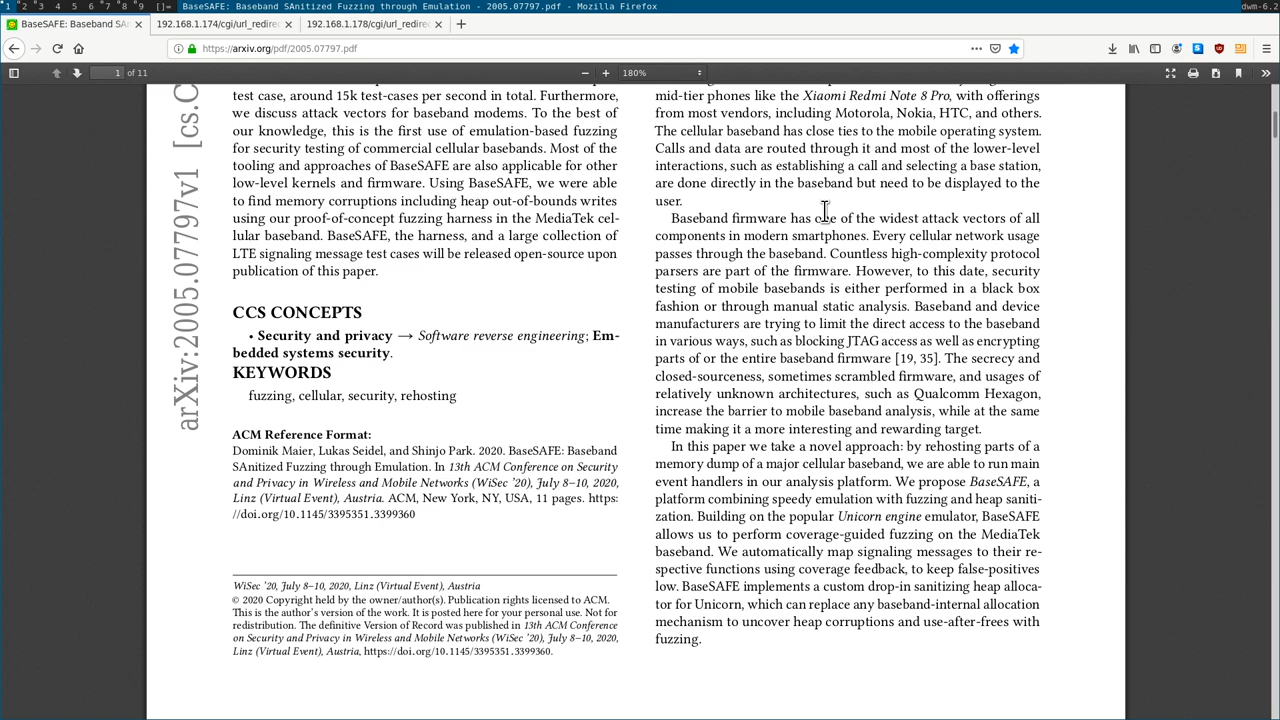 1 2 3 4 5 6 7 8 9 []= BaseSAFE: Baseband SAnitized Fuzzing through Emulation - 2005.07797.pdf - Mozilla Firefox dwm-6.2
BaseSAFE: Baseband SAn × 192.168.1.174/cgi/url_redirec × 192.168.1.178/cgi/url_redirec × +
https://arxiv.org/pdf/2005.07797.pdf
1 of 11 180%
arXiv:2005.07797v1 [cs.C
test case, around 15k test-cases per second in total. Furthermore,
we discuss attack vectors for baseband modems. To the best of
our knowledge, this is the first use of emulation-based fuzzing
for security testing of commercial cellular basebands. Most of the
tooling and approaches of BaseSAFE are also applicable for other
low-level kernels and firmware. Using BaseSAFE, we were able
to find memory corruptions including heap out-of-bounds writes
using our proof-of-concept fuzzing harness in the MediaTek cel-
lular baseband. BaseSAFE, the harness, and a large collection of
LTE signaling message test cases will be released open-source upon
publication of this paper.
CCS CONCEPTS
• Security and privacy → Software reverse engineering; Em-
bedded systems security.
KEYWORDS
fuzzing, cellular, security, rehosting
ACM Reference Format:
Dominik Maier, Lukas Seidel, and Shinjo Park. 2020. BaseSAFE: Baseband
SAnitized Fuzzing through Emulation. In 13th ACM Conference on Security
and Privacy in Wireless and Mobile Networks (WiSec '20), July 8–10, 2020,
Linz (Virtual Event), Austria. ACM, New York, NY, USA, 11 pages. https:
//doi.org/10.1145/3395351.3399360
WiSec '20, July 8–10, 2020, Linz (Virtual Event), Austria
© 2020 Copyright held by the owner/author(s). Publication rights licensed to ACM.
This is the author's version of the work. It is posted here for your personal use. Not for
redistribution. The definitive Version of Record was published in 13th ACM Conference
on Security and Privacy in Wireless and Mobile Networks (WiSec '20), July 8–10, 2020,
Linz (Virtual Event), Austria, https://doi.org/10.1145/3395351.3399360.
mid-tier phones like the Xiaomi Redmi Note 8 Pro, with offerings
from most vendors, including Motorola, Nokia, HTC, and others.
The cellular baseband has close ties to the mobile operating system.
Calls and data are routed through it and most of the lower-level
interactions, such as establishing a call and selecting a base station,
are done directly in the baseband but need to be displayed to the
user.
Baseband firmware has one of the widest attack vectors of all
components in modern smartphones. Every cellular network usage
passes through the baseband. Countless high-complexity protocol
parsers are part of the firmware. However, to this date, security
testing of mobile basebands is either performed in a black box
fashion or through manual static analysis. Baseband and device
manufacturers are trying to limit the direct access to the baseband
in various ways, such as blocking JTAG access as well as encrypting
parts of or the entire baseband firmware [19, 35]. The secrecy and
closed-sourceness, sometimes scrambled firmware, and usages of
relatively unknown architectures, such as Qualcomm Hexagon,
increase the barrier to mobile baseband analysis, while at the same
time making it a more interesting and rewarding target.
In this paper we take a novel approach: by rehosting parts of a
memory dump of a major cellular baseband, we are able to run main
event handlers in our analysis platform. We propose BaseSAFE, a
platform combining speedy emulation with fuzzing and heap saniti-
zation. Building on the popular Unicorn engine emulator, BaseSAFE
allows us to perform coverage-guided fuzzing on the MediaTek
baseband. We automatically map signaling messages to their re-
spective functions using coverage feedback, to keep false-positives
low. BaseSAFE implements a custom drop-in sanitizing heap alloca-
tor for Unicorn, which can replace any baseband-internal allocation
mechanism to uncover heap corruptions and use-after-frees with
fuzzing.